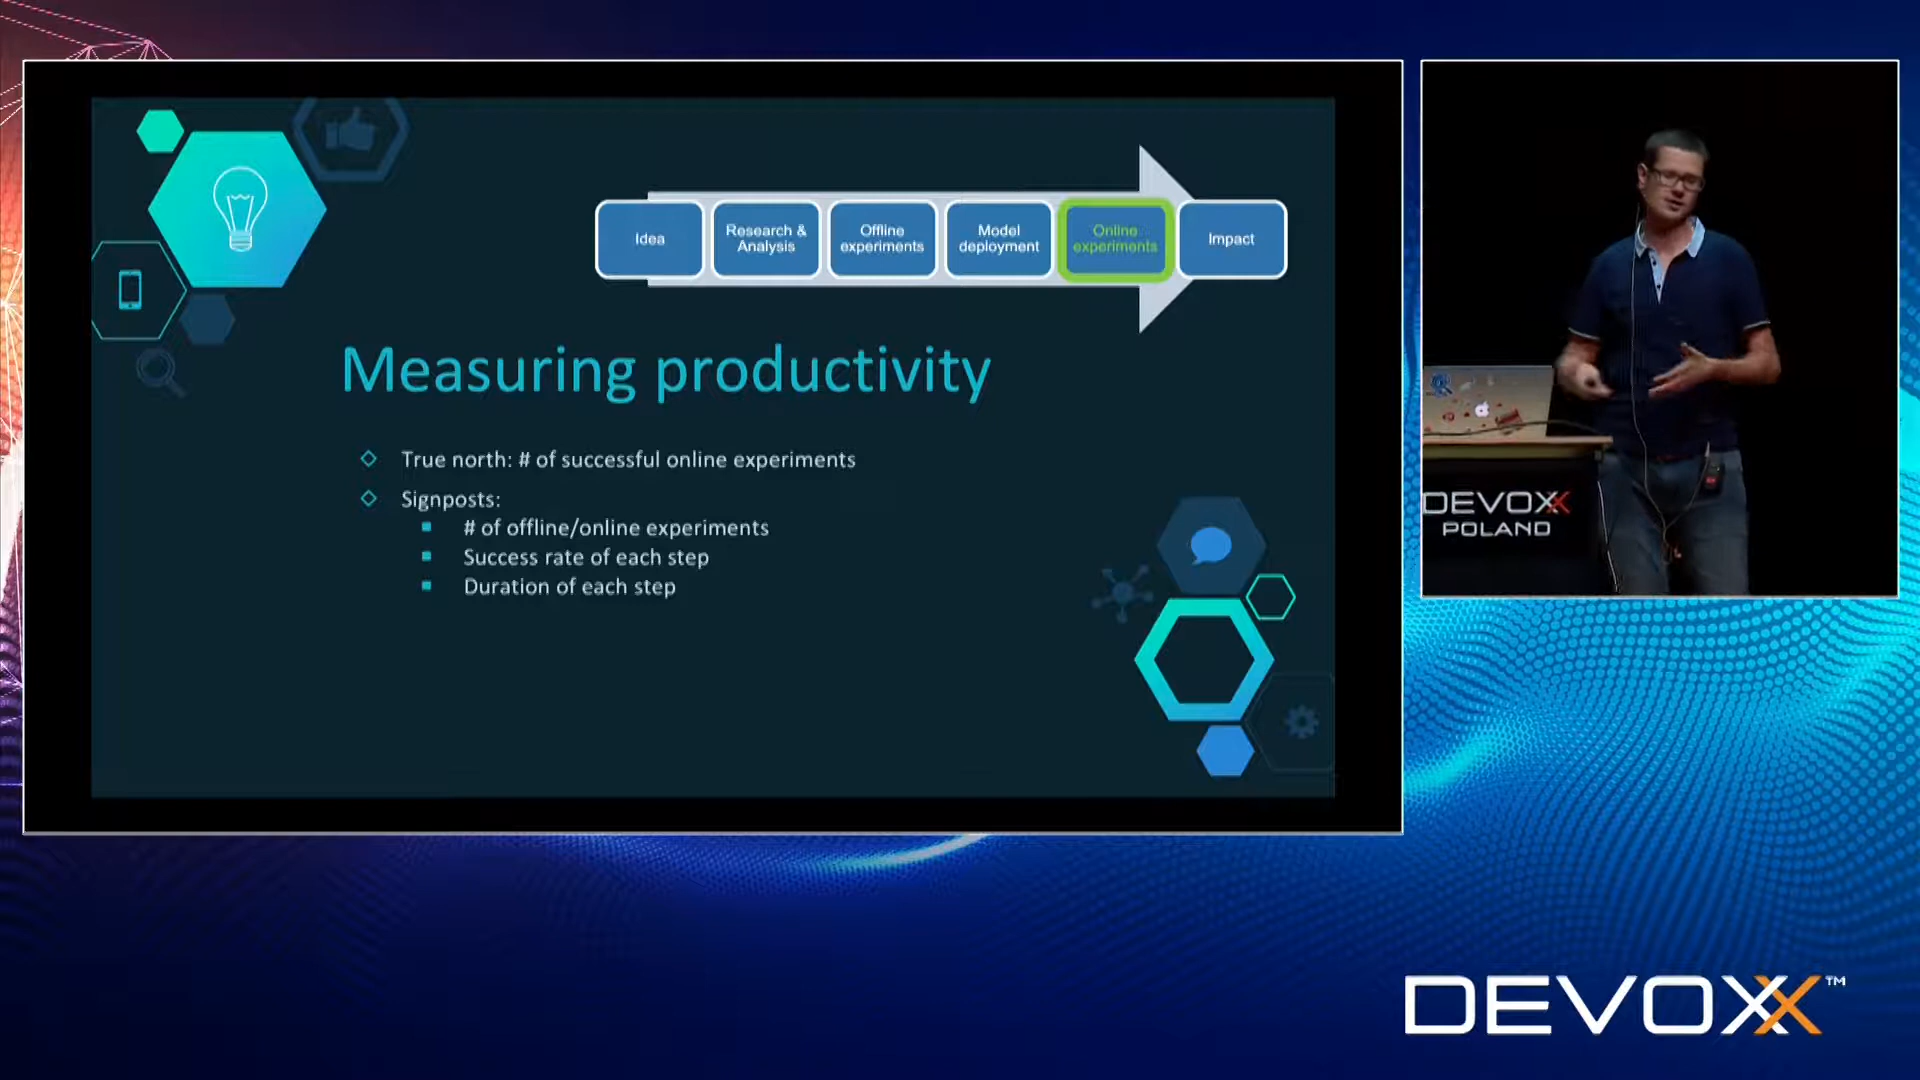 Idea
Research &
Analysis
Offline
experiments
Model
deployment
Online
experiments
Impact
Measuring productivity
True north: # of successful online experiments
Signposts:
# of offline/online experiments
Success rate of each step
Duration of each step
DEVOXX
POLAND
DEVOXX™